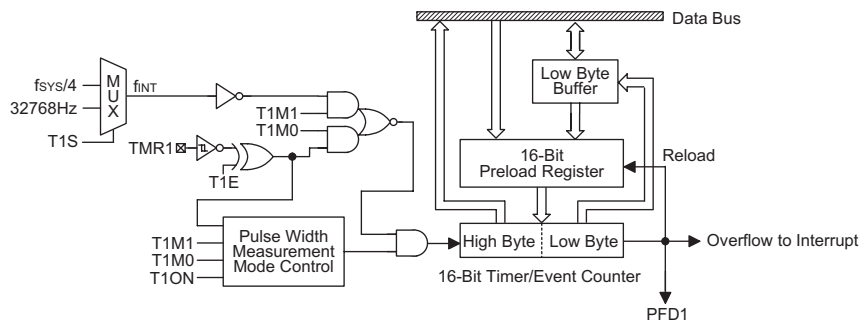 Data Bus
Low Byte
Buffer
fSYS/4
32768Hz
MUX
fINT
T1S
T1M1
T1M0
TMR1
T1E
16-Bit
Preload Register
Reload
T1M1
T1M0
T1ON
Pulse Width
Measurement
Mode Control
High Byte
Low Byte
Overflow to Interrupt
16-Bit Timer/Event Counter
PFD1